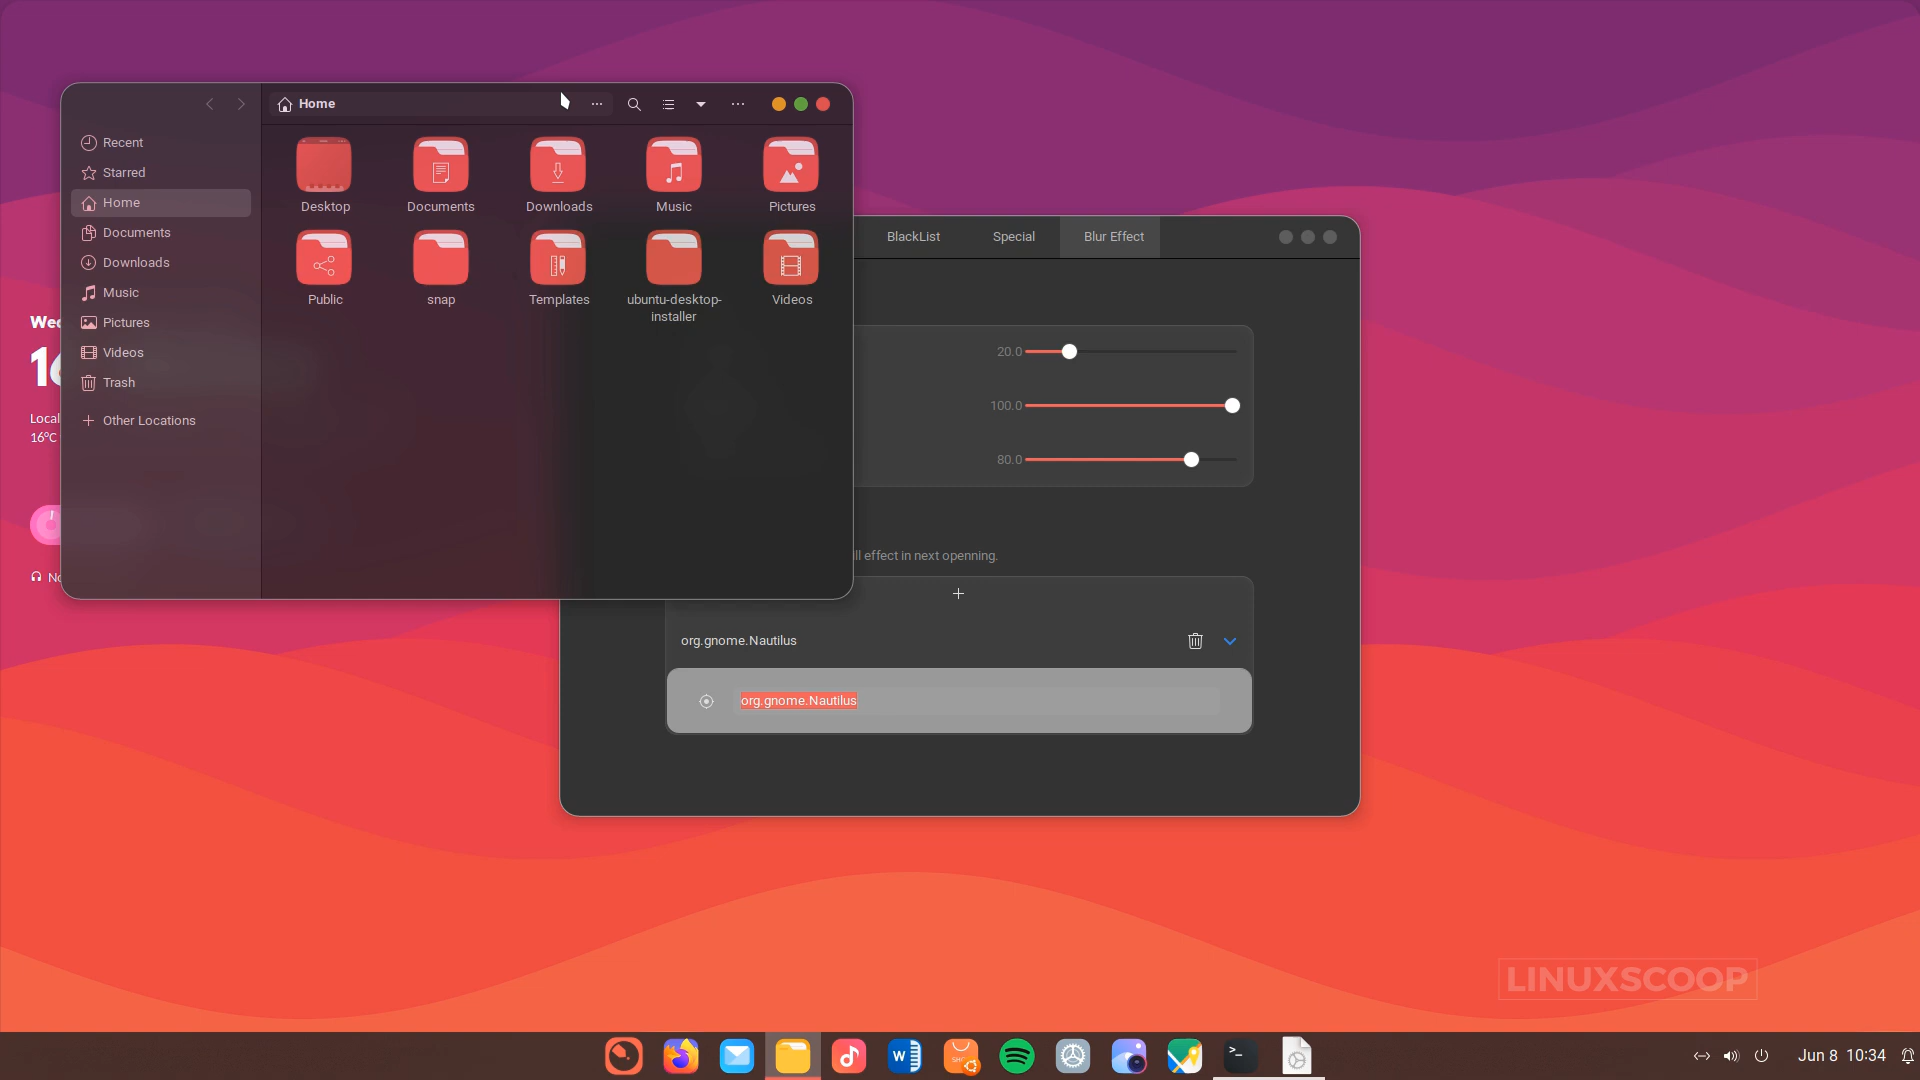 Home
Recent
Starred
Home
Documents
Downloads
Music
Pictures
Videos
Trash
Other Locations
Desktop
Documents
Downloads
Music
Pictures
Public
snap
Templates
ubuntu-desktop-
installer
Videos
Local
16°C
BlackList
Special
Blur Effect
20.0
100.0
80.0
effect in next openning.
org.gnome.Nautilus
org.gnome.Nautilus
LINUXSCOOP
W
>_
Jun 8 10:34